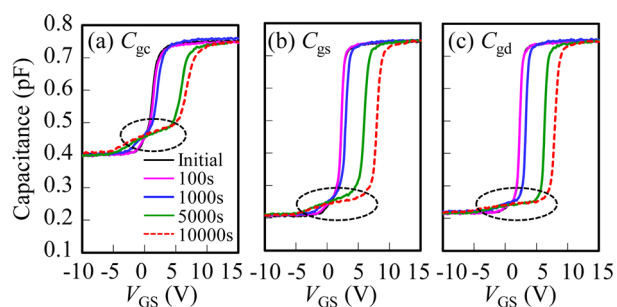 (a) Cgc
(b) Cgs
(c) Cgd
Capacitance (pF)
0.8
0.7
0.6
0.5
0.4
0.3
0.2
0.1
Initial
100s
1000s
5000s
10000s
-10 -5 0 5 10 15
-10 -5 0 5 10 15
-10 -5 0 5 10 15
VGS (V)
VGS (V)
VGS (V)